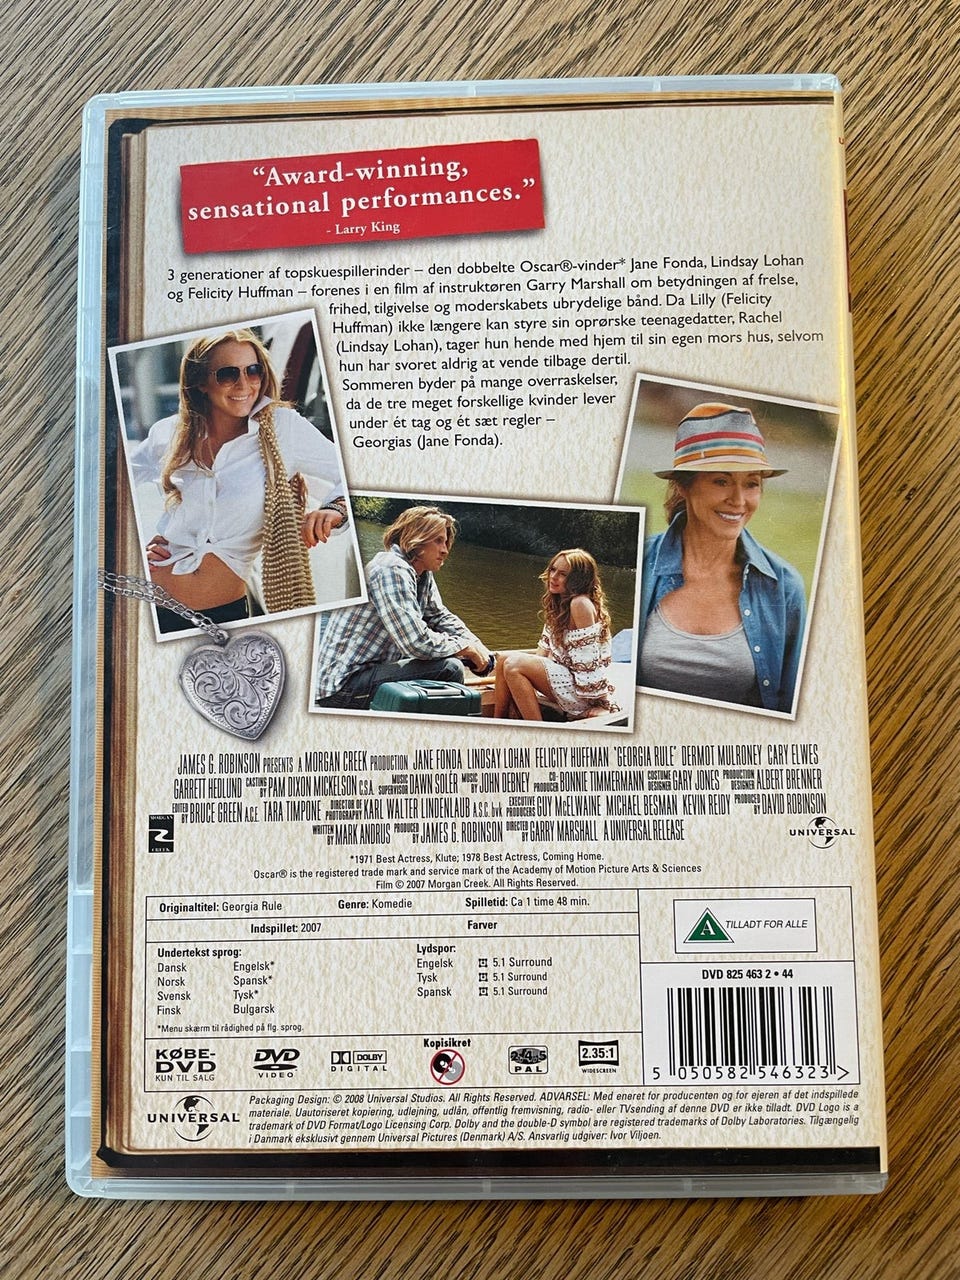 “Award-winning,
sensational performances.”
- Larry King
3 generationer af topskuespillerinder – den dobbelte Oscar®-vinder* Jane Fonda, Lindsay Lohan
og Felicity Huffman – forenes i en film af instruktøren Garry Marshall om betydningen af frelse,
frihed, tilgivelse og moderskabets ubrydelige bånd. Da Lilly (Felicity
Huffman) ikke længere kan styre sin oprørske teenagedatter, Rachel
(Lindsay Lohan), tager hun hende med hjem til sin egen mors hus, selvom
hun har svoret aldrig at vende tilbage dertil.
Sommeren byder på mange overraskelser,
da de tre meget forskellige kvinder lever
under ét tag og ét sæt regler –
Georgias (Jane Fonda).
JAMES G. ROBINSON PRESENTS A MORGAN CREEK PRODUCTION JANE FONDA LINDSAY LOHAN FELICITY HUFFMAN "GEORGIA RULE" DERMOT MULRONEY CARY ELWES
GARRETT HEDLUND CASTING BY PAM DIXON MICKELSON C.S.A. MUSIC SUPERVISOR DAWN SOLÉR MUSIC BY JOHN DEBNEY CO-PRODUCER BONNIE TIMMERMANN COSTUME DESIGNER GARY JONES PRODUCTION DESIGNER ALBERT BRENNER
EDITED BY BRUCE GREEN A.C.E. TARA TIMPONE DIRECTOR OF PHOTOGRAPHY KARL WALTER LINDENLAUB A.S.C. bvk EXECUTIVE PRODUCERS GUY McELWAINE MICHAEL BESMAN KEVIN REIDY PRODUCED BY DAVID ROBINSON
WRITTEN BY MARK ANDRUS PRODUCED BY JAMES G. ROBINSON DIRECTED BY GARRY MARSHALL A UNIVERSAL RELEASE
MORGAN
CREEK
UNIVERSAL
*1971 Best Actress, Klute; 1978 Best Actress, Coming Home.
Oscar® is the registered trade mark and service mark of the Academy of Motion Picture Arts & Sciences
Film © 2007 Morgan Creek. All Rights Reserved.
Originaltitel: Georgia Rule Genre: Komedie Spilletid: Ca 1 time 48 min.
Indspillet: 2007 Farver
Undertekst sprog:
Dansk Engelsk*
Norsk Spansk*
Svensk Tysk*
Finsk Bulgarsk
*Menu skærm til rådighed på flg. sprog.
Lydspor:
Engelsk 5.1 Surround
Tysk 5.1 Surround
Spansk 5.1 Surround
A TILLADT FOR ALLE
DVD 825 463 2 • 44
5 050582 546323 >
KØBE-
DVD
KUN TIL SALG
DVD
VIDEO
DOLBY
DIGITAL
Kopisikret
2·4·5
PAL
2.35:1
WIDESCREEN
UNIVERSAL
Packaging Design: © 2008 Universal Studios. All Rights Reserved. ADVARSEL: Med eneret for producenten og for ejeren af det indspillede
materiale. Uautoriseret kopiering, udlejning, udlån, offentlig fremvisning, radio- eller TVsending af denne DVD er ikke tilladt. DVD Logo is a
trademark of DVD Format/Logo Licensing Corp. Dolby and the double-D symbol are registered trademarks of Dolby Laboratories. Tilgængelig
i Danmark eksklusivt gennem Universal Pictures (Denmark) A/S. Ansvarlig udgiver: Ivor Viljoen.